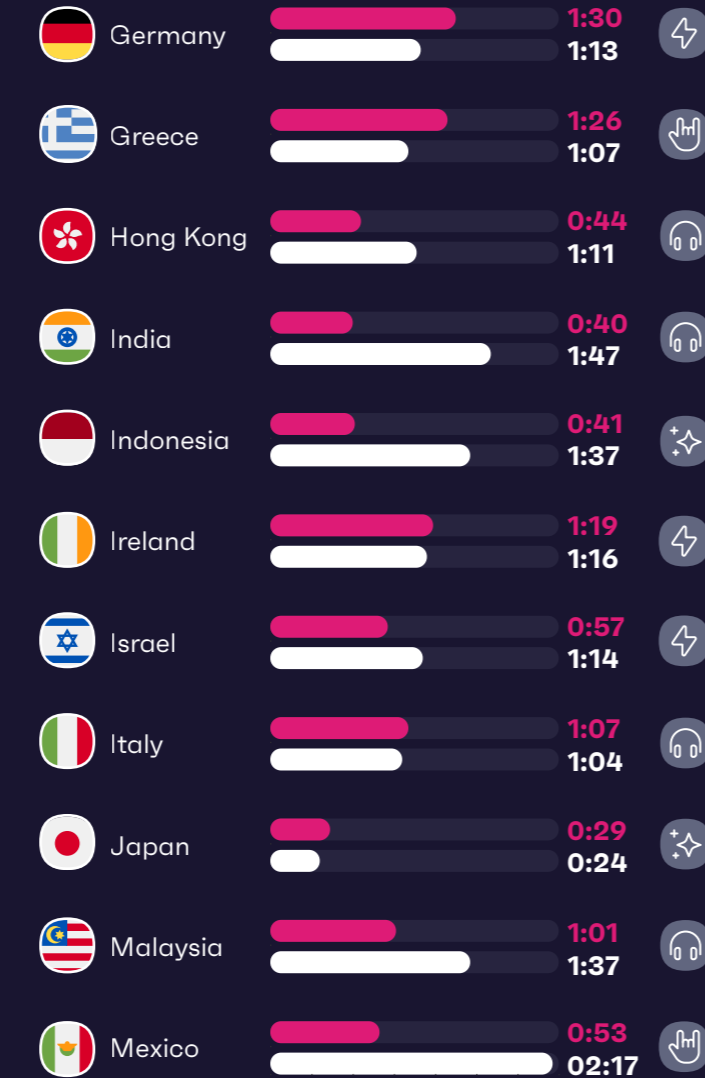 1:30
Germany
1:13
1:26
Greece
1:07
0:44
Hong Kong
1:11
0:40
India
1:47
0:41
Indonesia
1:37
1:19
Ireland
1:16
0:57
Israel
1:14
1:07
Italy
1:04
0:29
Japan
0:24
1:01
Malaysia
1:37
0:53
Mexico
02:17